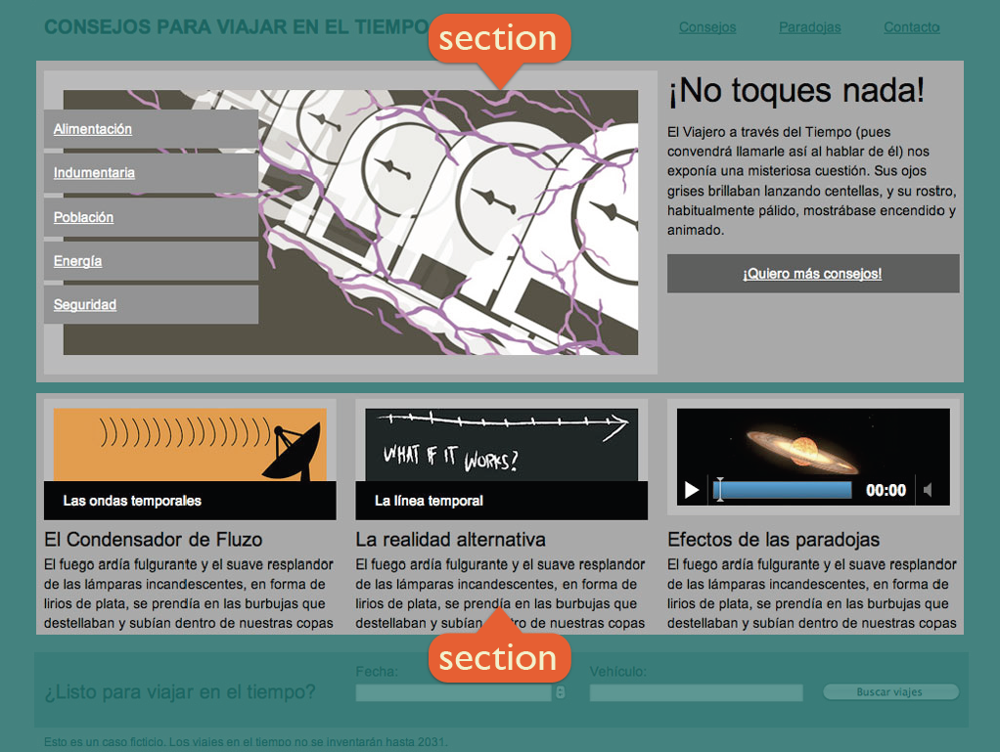 CONSEJOS PARA VIAJAR EN EL TIEMPO
section
Consejos
Paradojas
Contacto
Alimentación
Indumentaria
Población
Energía
Seguridad
¡No toques nada!
El Viajero a través del Tiempo (pues
convendrá llamarle así al hablar de él) nos
exponía una misteriosa cuestión. Sus ojos
grises brillaban lanzando centellas, y su rostro,
habitualmente pálido, mostrábase encendido y
animado.
¡Quiero más consejos!
Las ondas temporales
El Condensador de Fluzo
El fuego ardía fulgurante y el suave resplandor
de las lámparas incandescentes, en forma de
lirios de plata, se prendía en las burbujas que
destellaban y subían dentro de nuestras copas
WHAT IF IT WORKS?
La línea temporal
La realidad alternativa
El fuego ardía fulgurante y el suave resplandor
de las lámparas incandescentes, en forma de
lirios de plata, se prendía en las burbujas que
destellaban y subían dentro de nuestras copas
00:00
Efectos de las paradojas
El fuego ardía fulgurante y el suave resplandor
de las lámparas incandescentes, en forma de
lirios de plata, se prendía en las burbujas que
destellaban y subían dentro de nuestras copas
section
¿Listo para viajar en el tiempo?
Fecha:
Vehículo:
Buscar viajes
Esto es un caso ficticio. Los viajes en el tiempo no se inventarán hasta 2031.